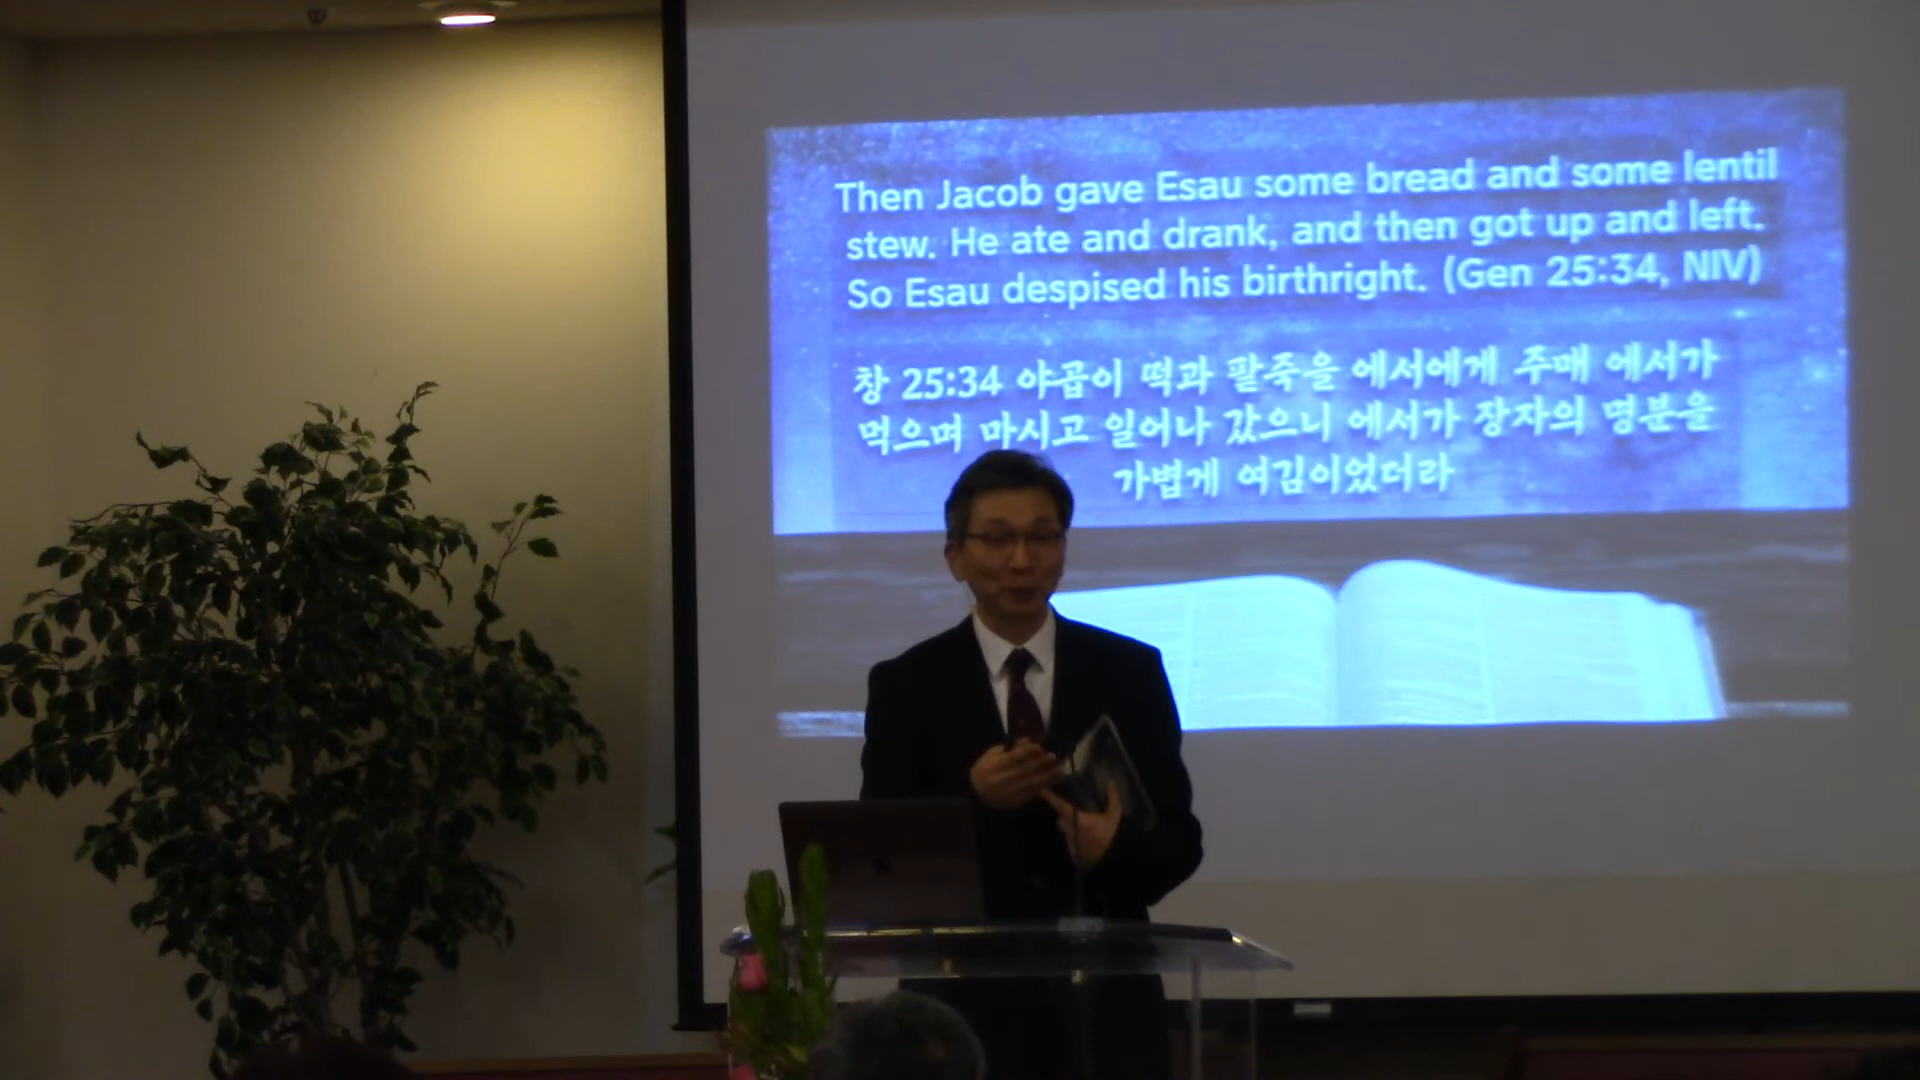 Then Jacob gave Esau some bread and some lentil
stew. He ate and drank, and then got up and left.
So Esau despised his birthright. (Gen 25:34, NIV)
창 25:34 야곱이 떡과 팥죽을 에서에게 주매 에서가
먹으며 마시고 일어나 갔으니 에서가 장자의 명분을
가볍게 여김이었더라